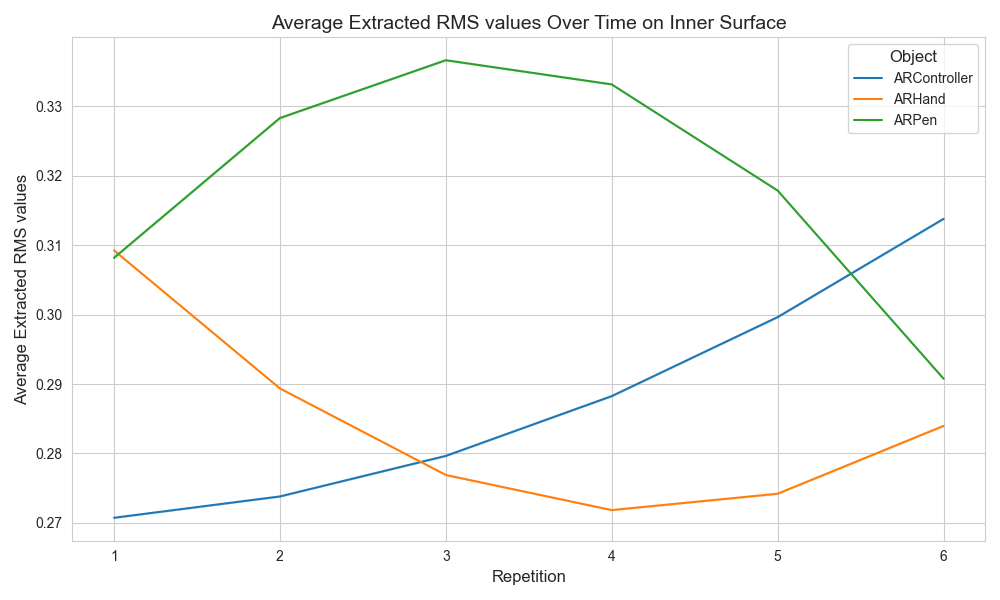 Average Extracted RMS values Over Time on Inner Surface
Object
ARController
ARHand
ARPen
Average Extracted RMS values
0.33
0.32
0.31
0.30
0.29
0.28
0.27
1 2 3 4 5 6
Repetition